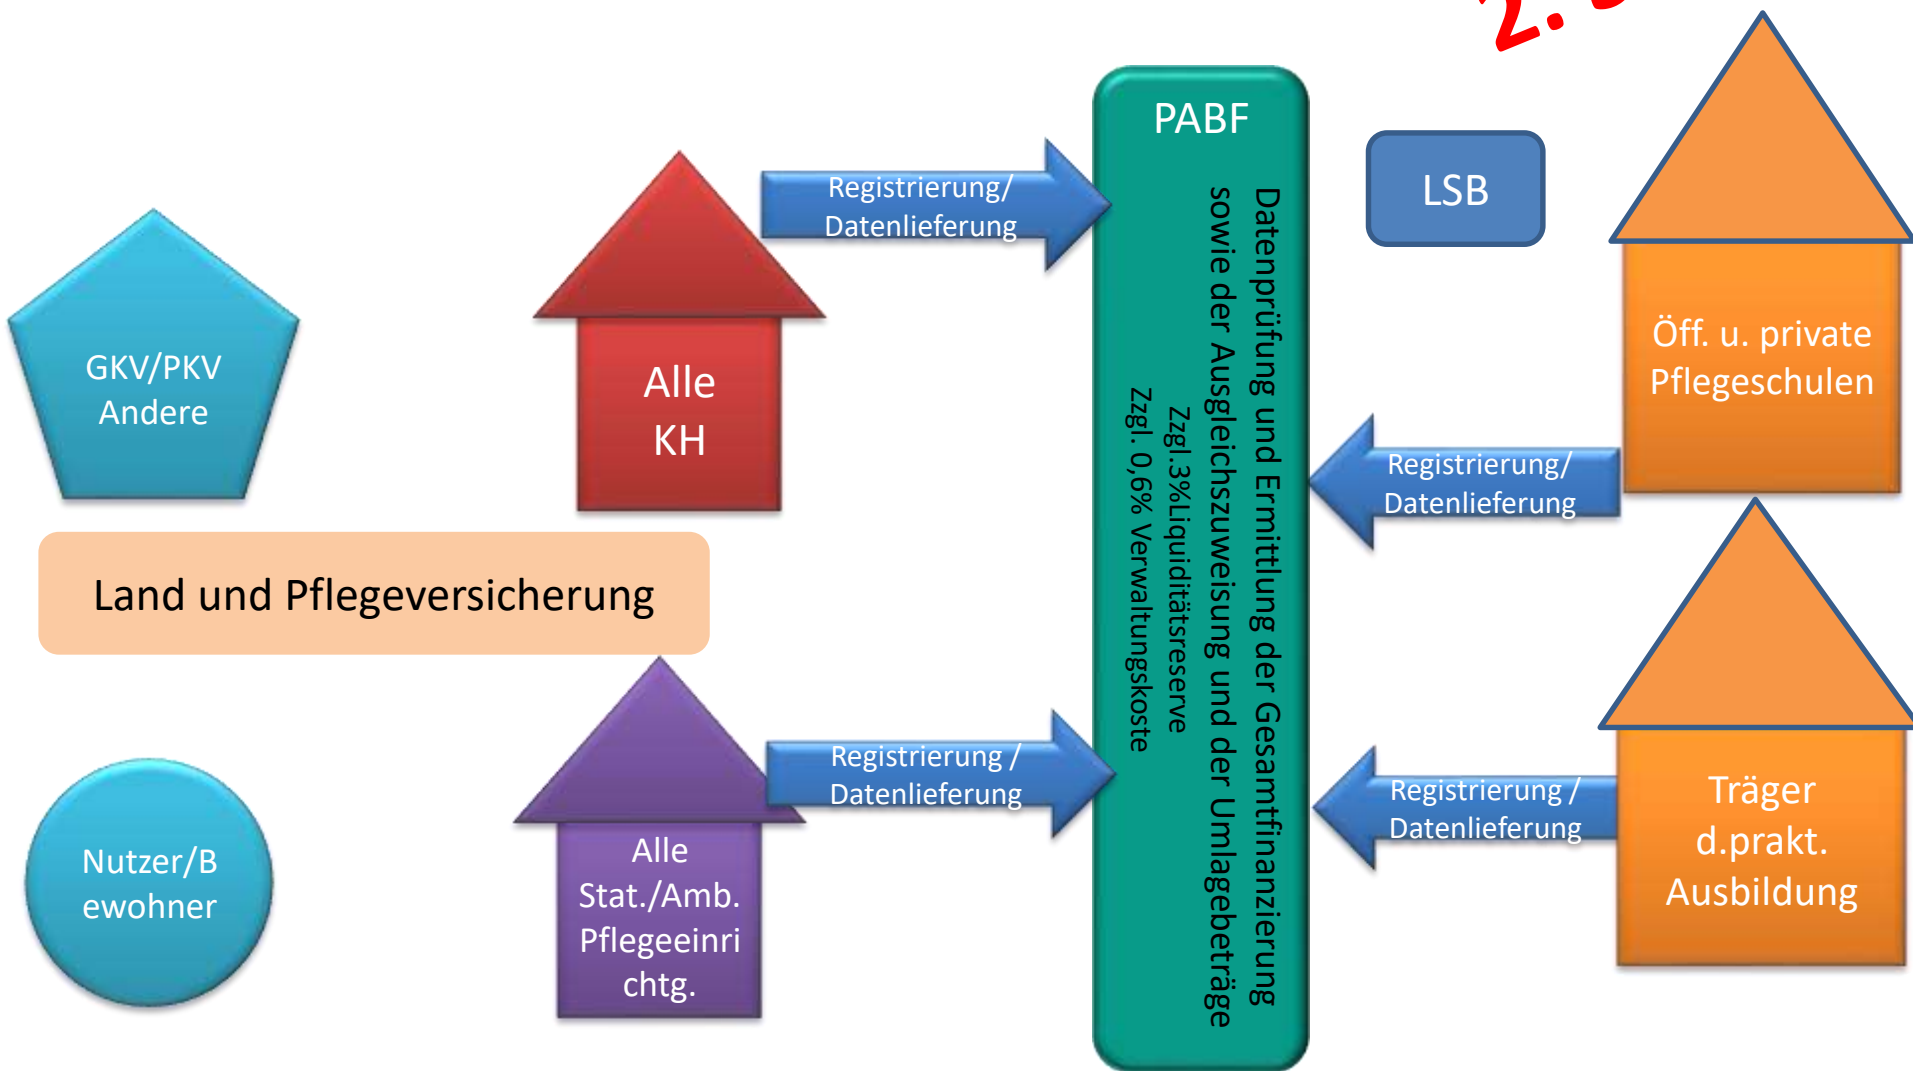 2.
PABF
Datenprüfung und Ermittlung der Gesamtfinanzierung
sowie der Ausgleichszuweisung und der Umlagebeträge
Zzgl.3%Liquiditätsreserve
Zzgl. 0,6% Verwaltungskoste
LSB
Registrierung/
Datenlieferung
GKV/PKV
Andere
Alle
KH
Öff. u. private
Pflegeschulen
Registrierung/
Datenlieferung
Land und Pflegeversicherung
Registrierung /
Datenlieferung
Registrierung /
Datenlieferung
Nutzer/B
ewohner
Alle
Stat./Amb.
Pflegeeinri
chtg.
Träger
d.prakt.
Ausbildung